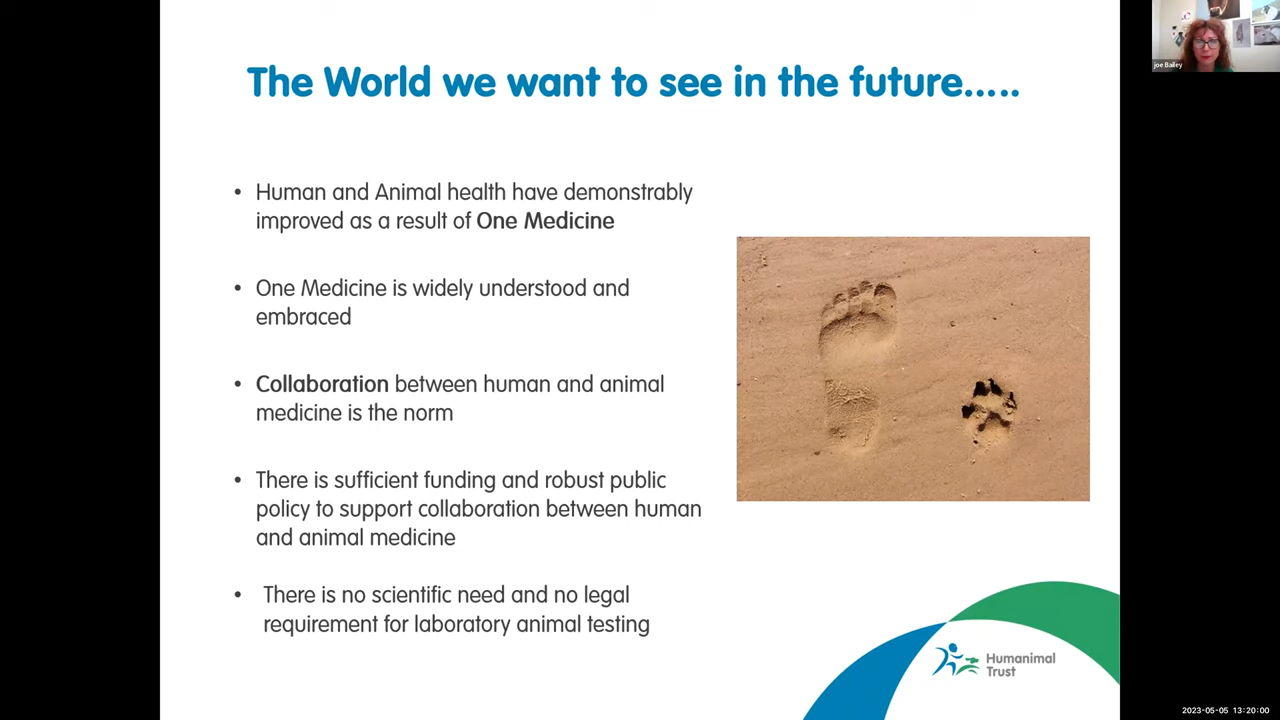 The World we want to see in the future.....
joe Bailey
• Human and Animal health have demonstrably
improved as a result of One Medicine
• One Medicine is widely understood and
embraced
• Collaboration between human and animal
medicine is the norm
• There is sufficient funding and robust public
policy to support collaboration between human
and animal medicine
• There is no scientific need and no legal
requirement for laboratory animal testing
Humanimal
Trust
2023-05-05 13:20:00